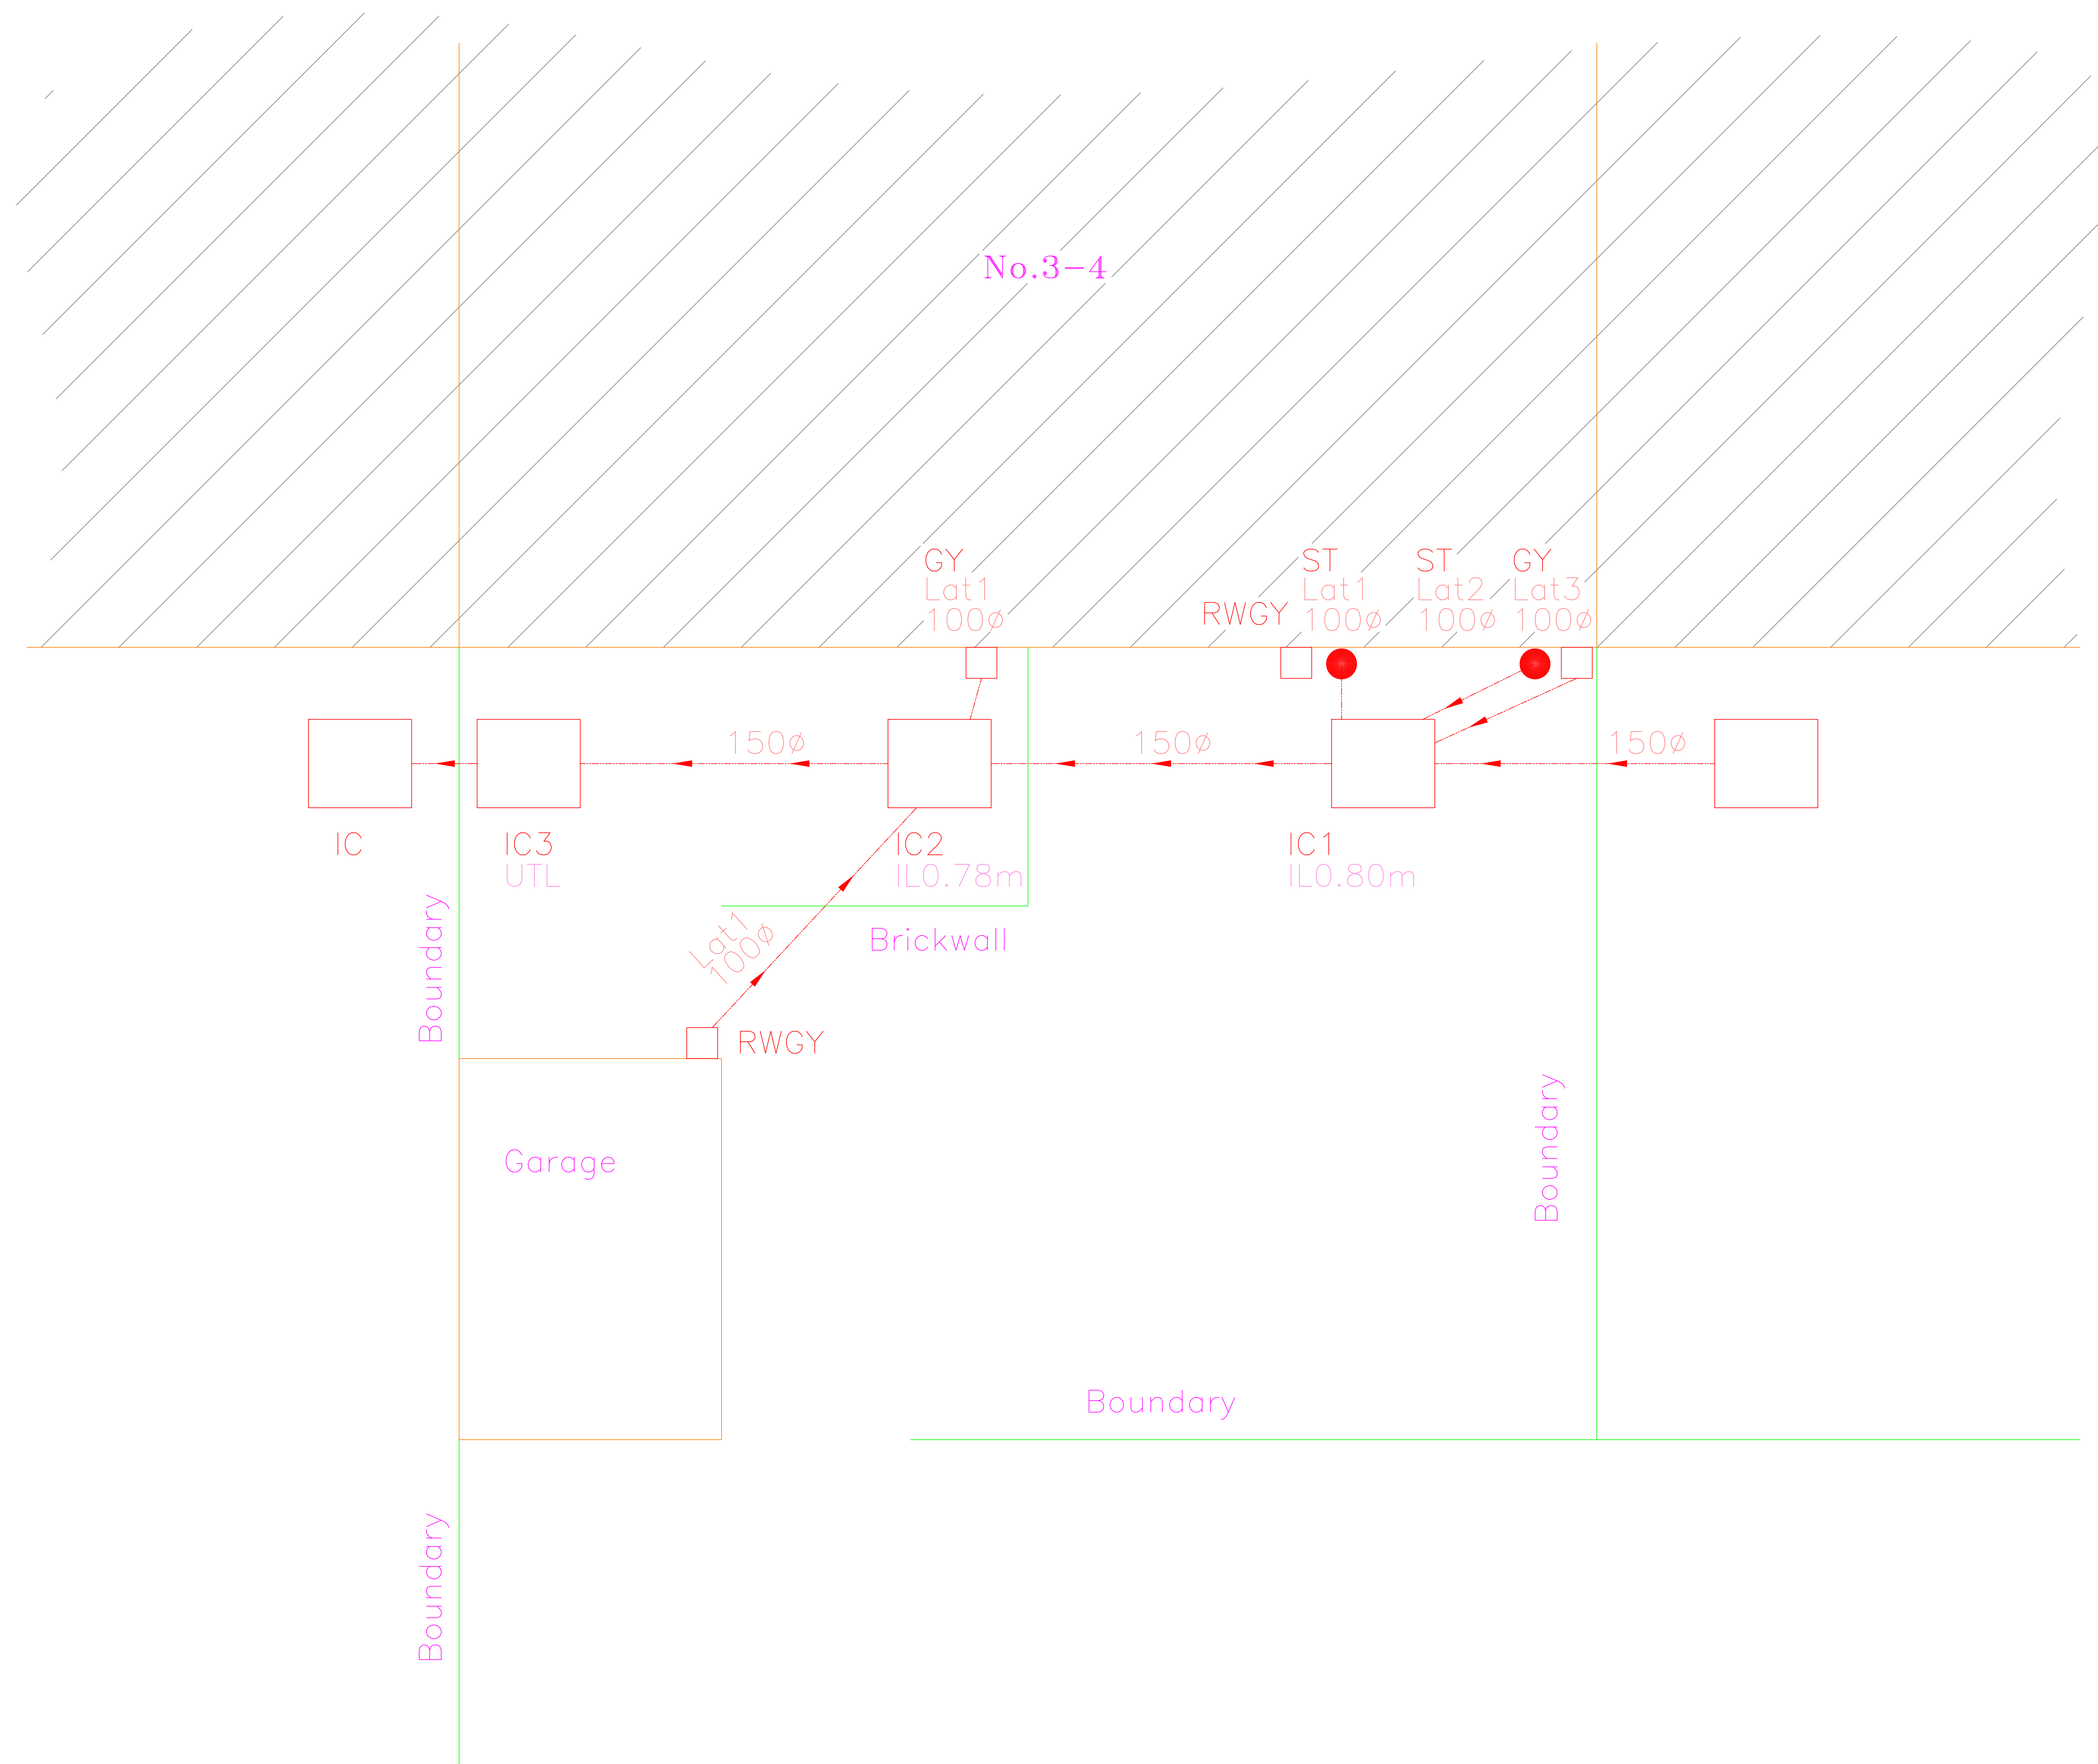 No.3-4
GY
Lat1
100ø
RWGY
ST
Lat1
100ø
ST
Lat2
100ø
GY
Lat3
100ø
150ø
150ø
150ø
IC
IC3
UTL
IC2
IL0.78m
IC1
IL0.80m
Boundary
Lat1
100ø
Brickwall
RWGY
Garage
Boundary
Boundary
Boundary